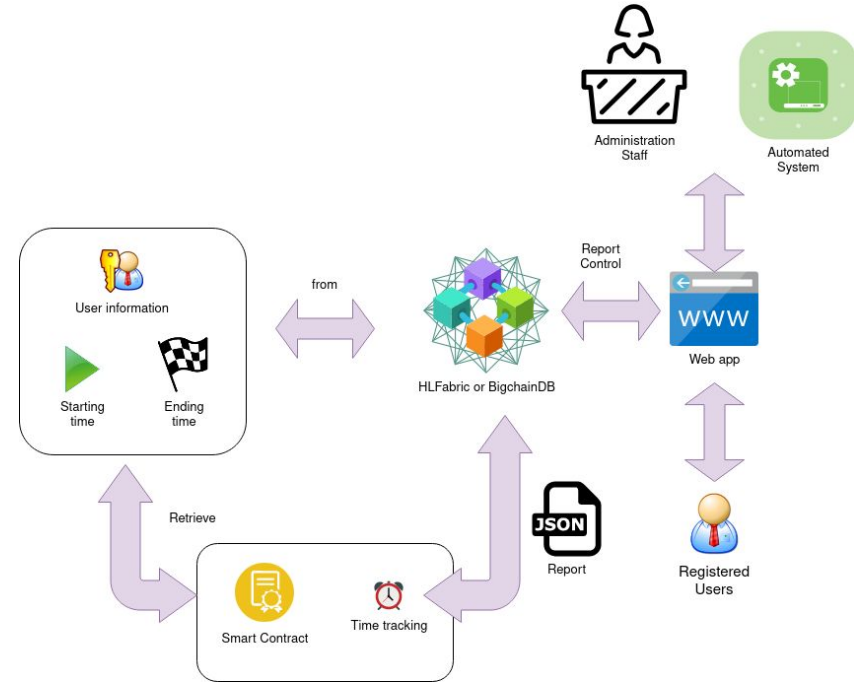 Administration
Staff
Automated
System
User information
Starting
time
Ending
time
from
HLFabric or BigchainDB
Report
Control
WWW
Web app
Retrieve
Smart Contract
Time tracking
JSON
Report
Registered
Users